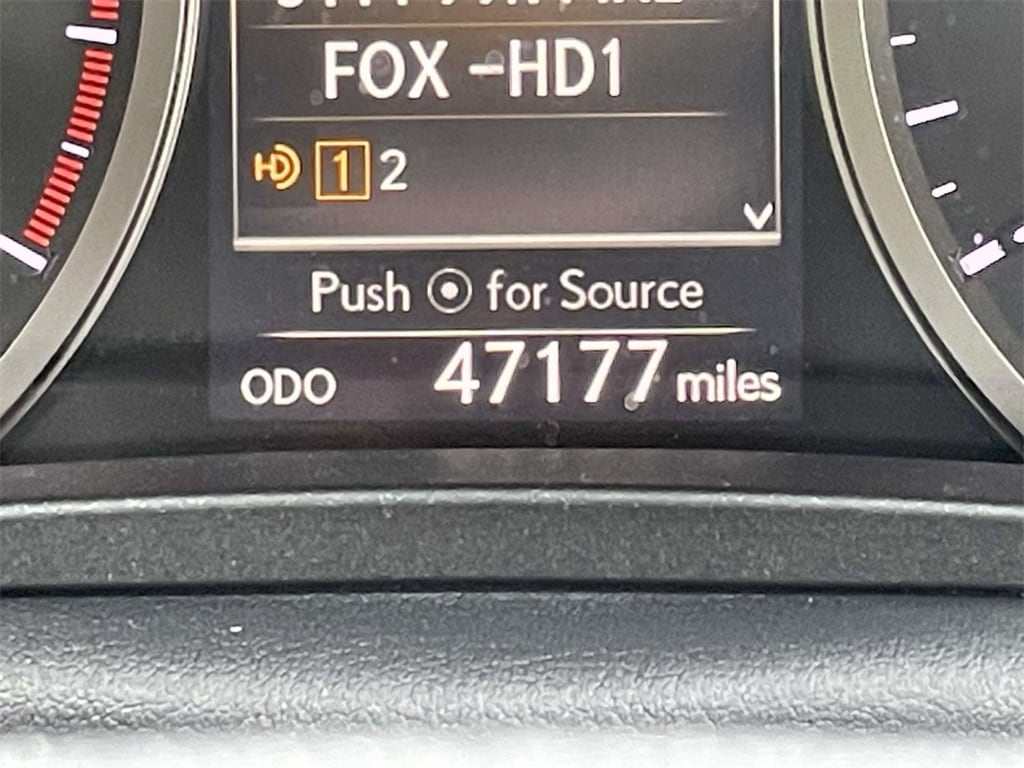 FOX -HD1
HD 1 2
Push for Source
ODO 47177 miles